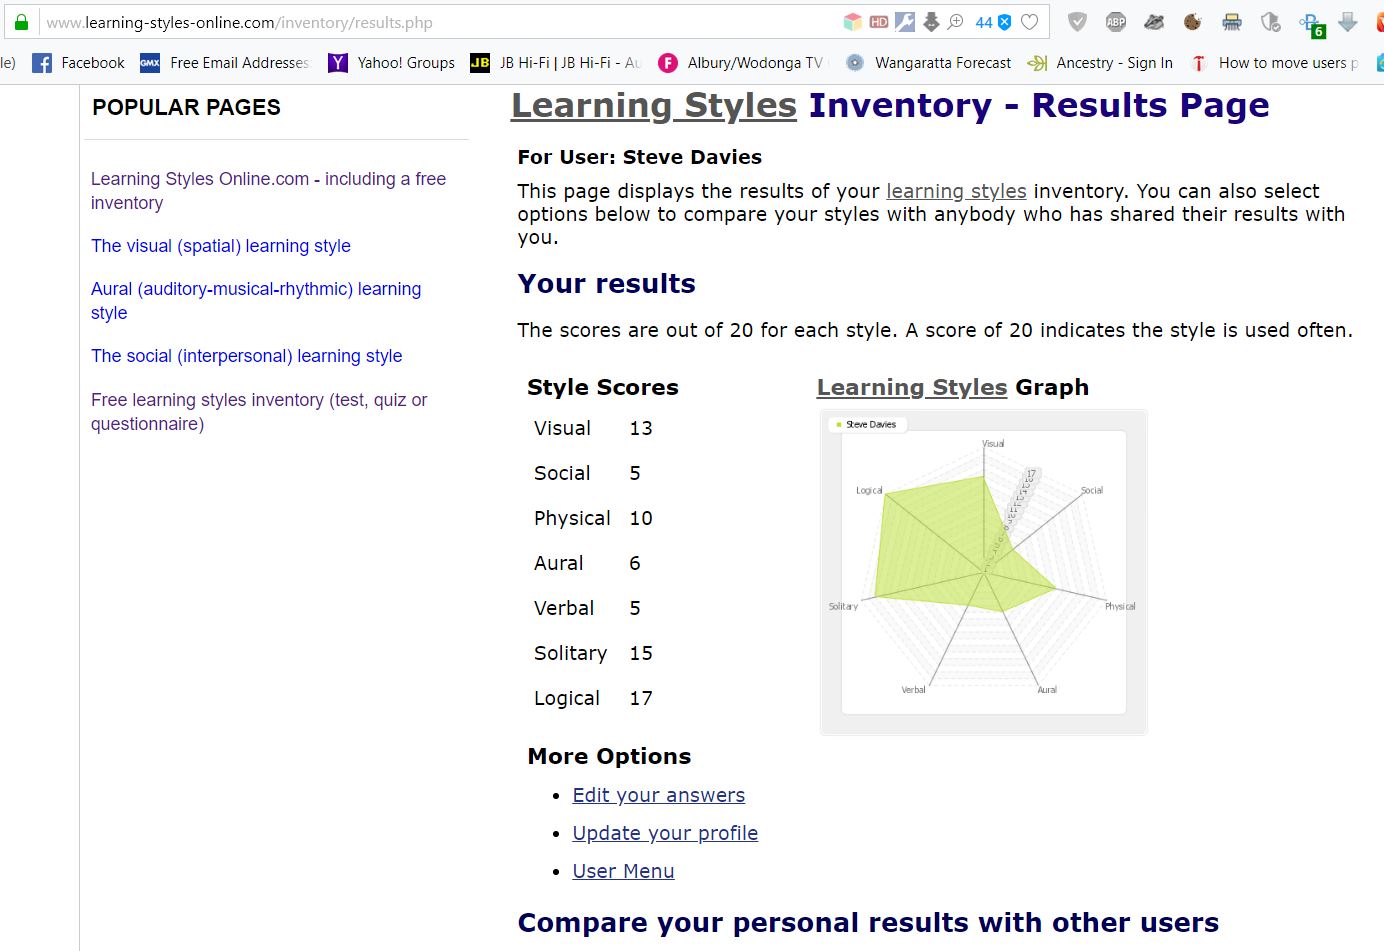 www.learning-styles-online.com/inventory/results.php
HD
44
ABP
6
le) Facebook GMX Free Email Addresses Y Yahoo! Groups JB JB Hi-Fi | JB Hi-Fi - Au F Albury/Wodonga TV Wangaratta Forecast Ancestry - Sign In How to move users p
POPULAR PAGES
Learning Styles Online.com - including a free
inventory
The visual (spatial) learning style
Aural (auditory-musical-rhythmic) learning
style
The social (interpersonal) learning style
Free learning styles inventory (test, quiz or
questionnaire)
Learning Styles Inventory - Results Page
For User: Steve Davies
This page displays the results of your learning styles inventory. You can also select
options below to compare your styles with anybody who has shared their results with
you.
Your results
The scores are out of 20 for each style. A score of 20 indicates the style is used often.
Style Scores
Visual 13
Social 5
Physical 10
Aural 6
Verbal 5
Solitary 15
Logical 17
Learning Styles Graph
Steve Davies
Visual
17
14
Logical
Social
Solitary
Physical
Verbal
Aural
More Options
Edit your answers
Update your profile
User Menu
Compare your personal results with other users